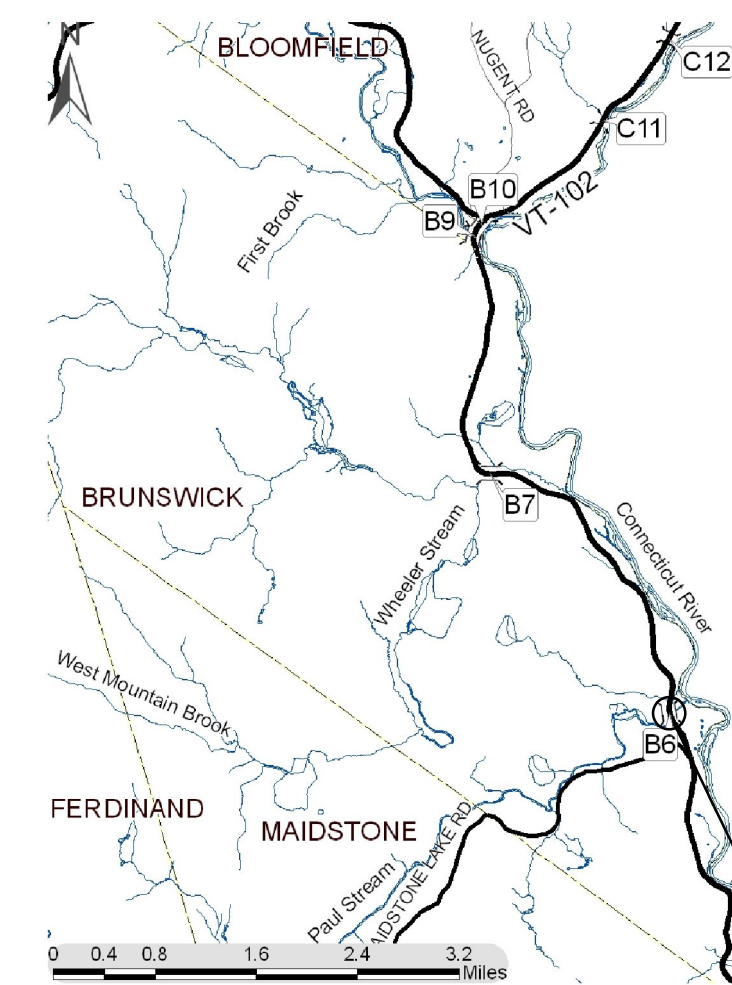 N
BLOOMFIELD
NUGENT RD
C12
C11
B10
VT-102
B9
First Brook
BRUNSWICK
B7
Wheeler Stream
Connecticut River
West Mountain Brook
B6
FERDINAND
MAIDSTONE
AIDSTONE LAKE RD
Paul Stream
0 0.4 0.8 1.6 2.4 3.2
Miles